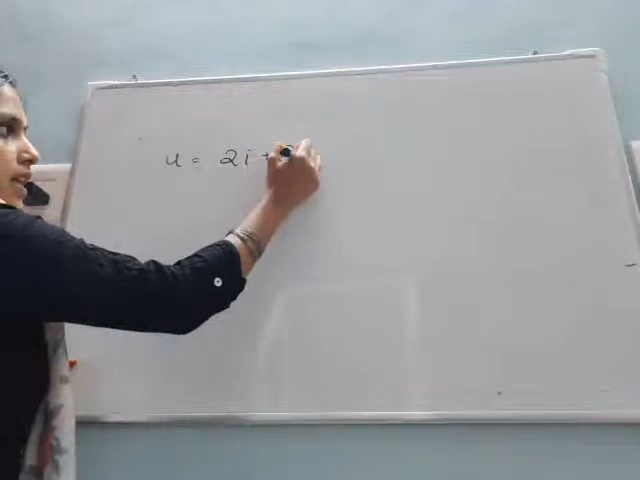 u = 2i +